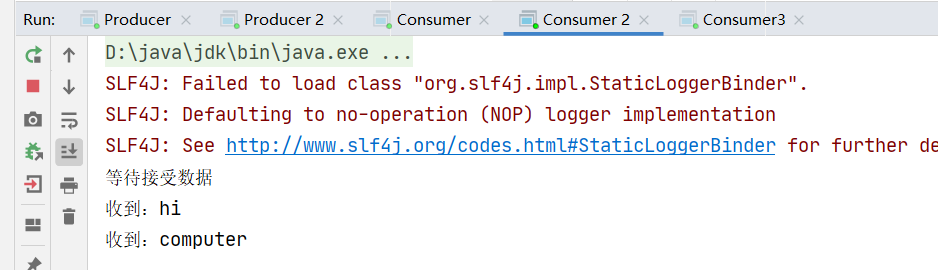 Run: Producer Producer 2 Consumer Consumer 2 Consumer3
D:\java\jdk\bin\java.exe ...
SLF4J: Failed to load class "org.slf4j.impl.StaticLoggerBinder".
SLF4J: Defaulting to no-operation (NOP) logger implementation
SLF4J: See http://www.slf4j.org/codes.html#StaticLoggerBinder for further de
等待接受数据
收到：hi
收到：computer